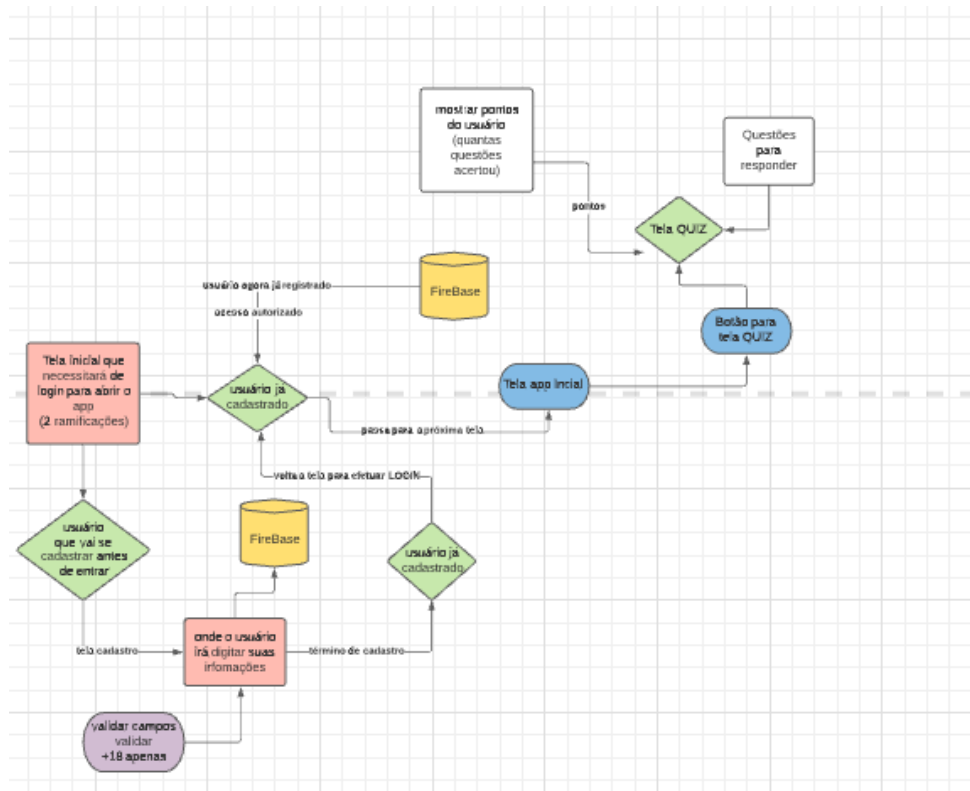 mostrar pontos
do usuário
(quantas
questões
acertou)
Questões
para
responder
pontos
Tela QUIZ
FireBase
usuário agora já registrado
acesso autorizado
Botão para
tela QUIZ
Tela Inicial que
necessitará de
login para abrir o
app
(2 ramificações)
usuário já
cadastrado
Tela app Incial
passa para a próxima tela
volta a tela para efetuar LOGIN
usuário
que vai se
cadastrar antes
de entrar
FireBase
usuário já
cadastrado
tela cadastro
onde o usuário
irá digitar suas
infomações
término de cadastro
validar campos
validar
+18 apenas